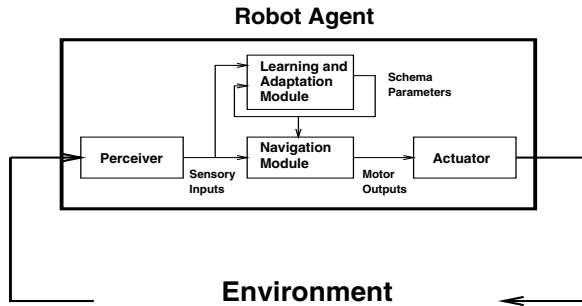 Robot Agent
Learning and
Adaptation
Module
Schema
Parameters
Perceiver
Sensory
Inputs
Navigation
Module
Motor
Outputs
Actuator
Environment